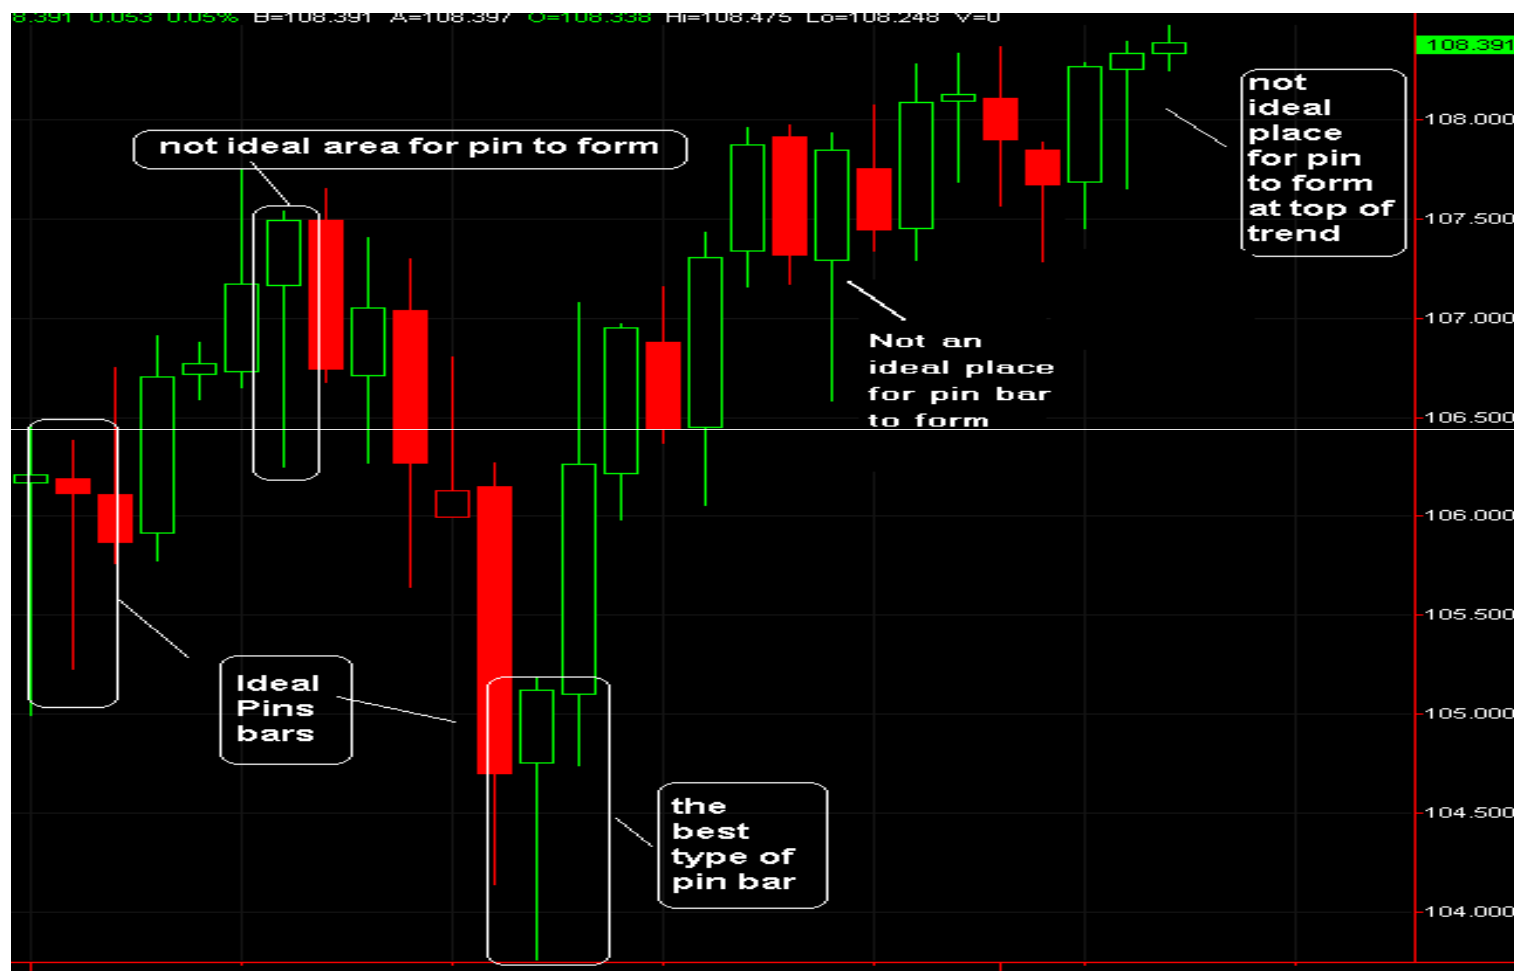 8.391 0.053 0.05% B=108.391 A=108.397 O=108.338 Hi=108.475 Lo=108.248 V=0
108.391
not ideal area for pin to form
not
ideal
place
for pin
to form
at top of
trend
108.000
107.500
107.000
Not an
ideal place
for pin bar
to form
106.500
106.000
105.500
Ideal
Pins
bars
105.000
the
best
type of
pin bar
104.500
104.000